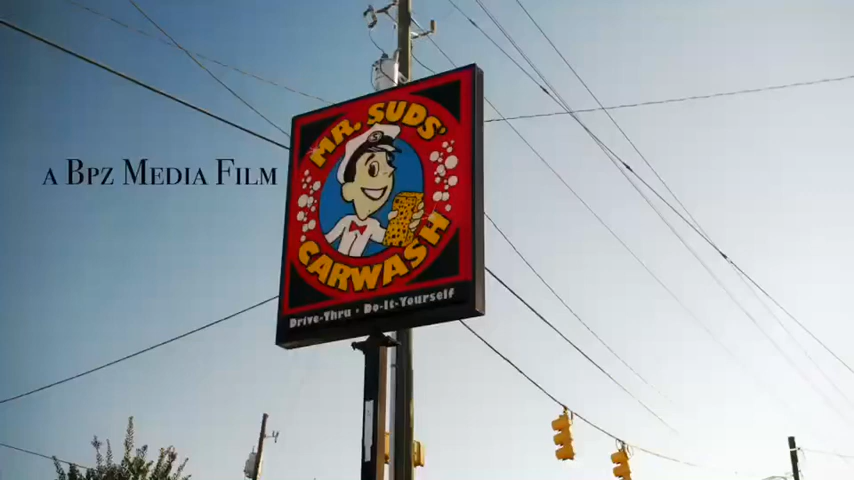 A BPZ MEDIA FILM
MR. SUDS'
S
CARWASH
Drive-Thru • Do-It-Yourself